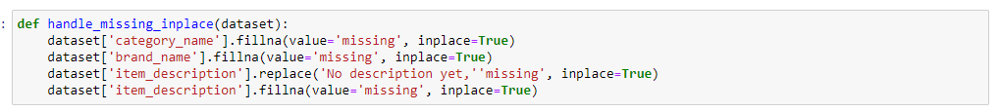 : def handle_missing_inplace(dataset):
    dataset['category_name'].fillna(value='missing', inplace=True)
    dataset['brand_name'].fillna(value='missing', inplace=True)
    dataset['item_description'].replace('No description yet,''missing', inplace=True)
    dataset['item_description'].fillna(value='missing', inplace=True)